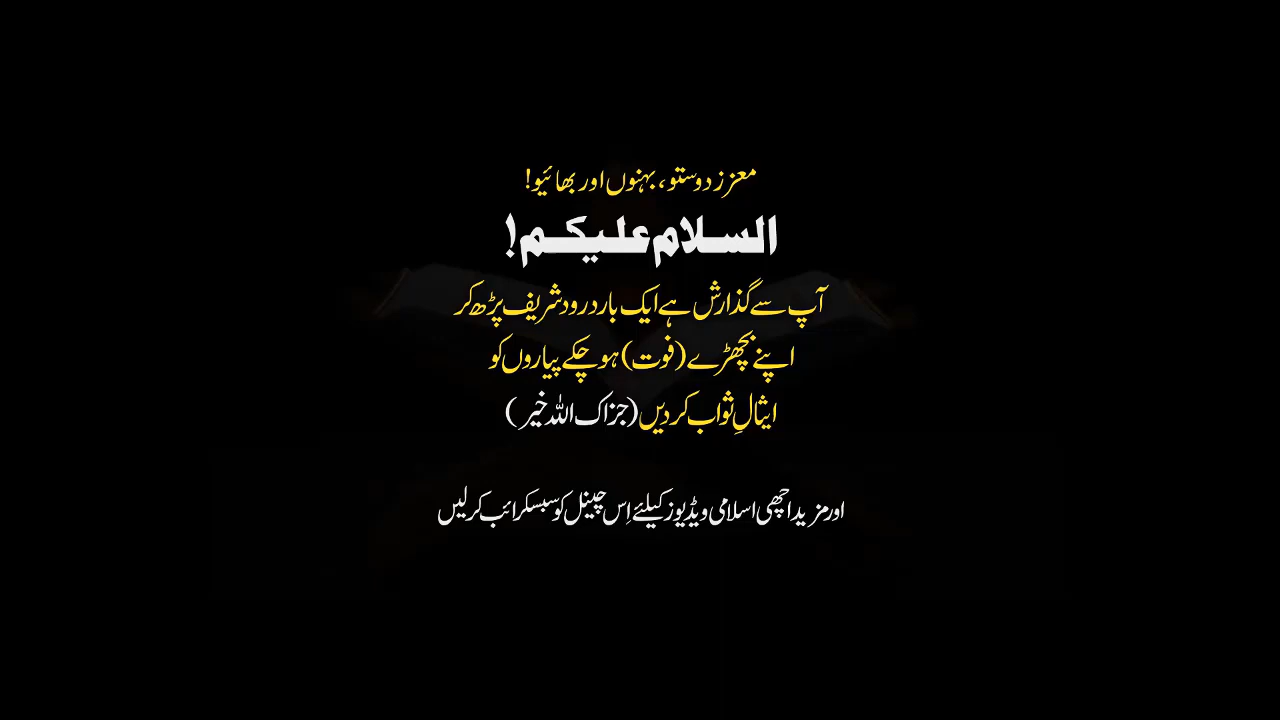 معزز دوستو، بہنوں اور بھائیو!
السلام علیکم!
آپ سے گذارش ہے ایک بار درود شریف پڑھ کر
اپنے بچھڑے (فوت) ہو چکے پیاروں کو
ایثالِ ثواب کر دیں (جزاک اللہ خیر)
اور مزید اچھی اسلامی ویڈیوز کیلئے اِس چینل کو سبسکرائب کر لیں